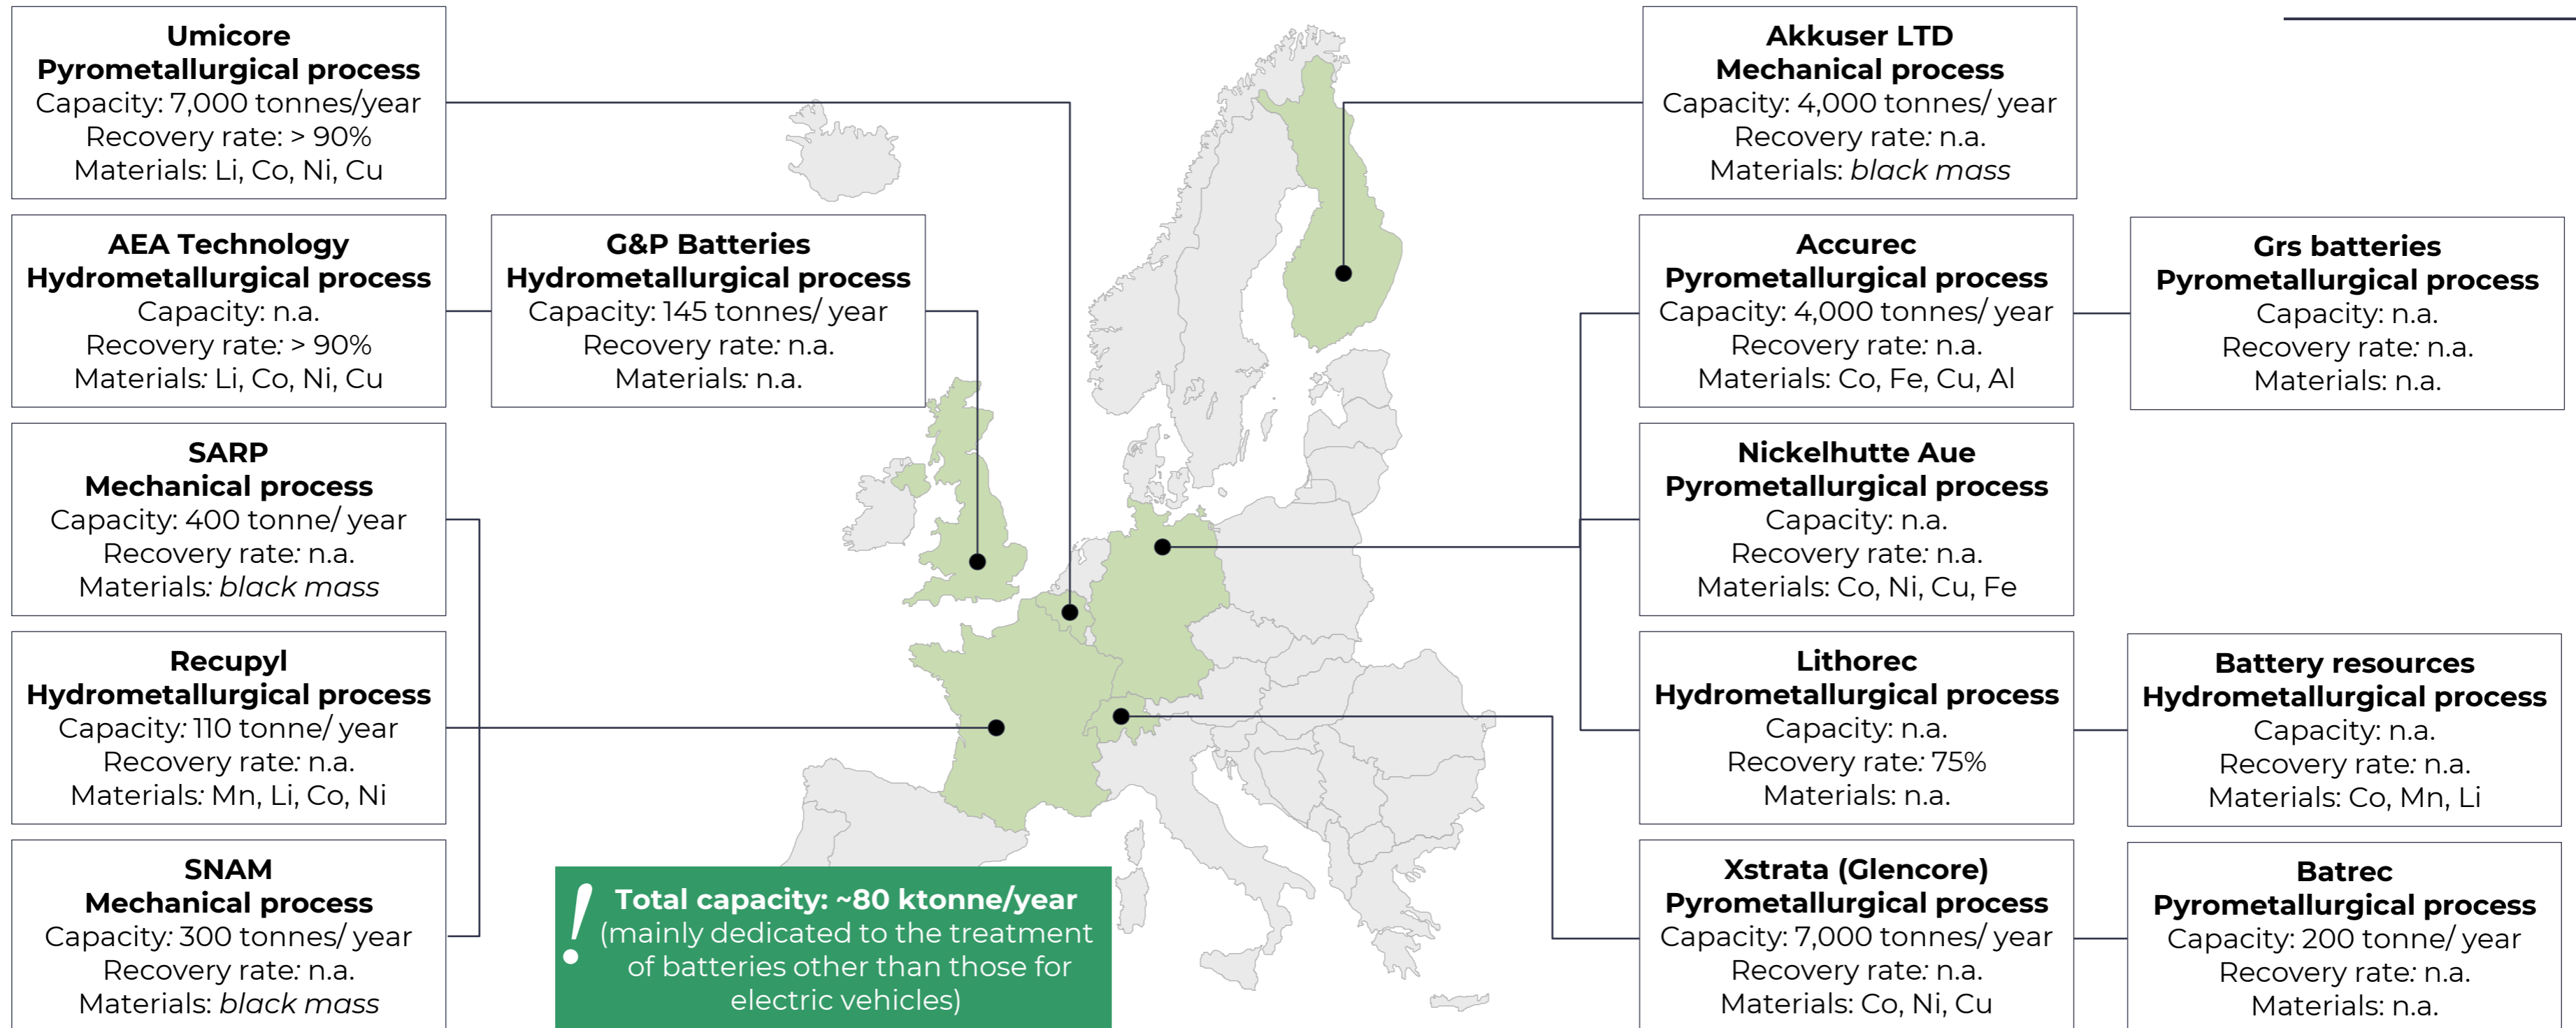 Umicore
Pyrometallurgical process
Capacity: 7,000 tonnes/year
Recovery rate: > 90%
Materials: Li, Co, Ni, Cu
AEA Technology
Hydrometallurgical process
Capacity: n.a.
Recovery rate: > 90%
Materials: Li, Co, Ni, Cu
G&P Batteries
Hydrometallurgical process
Capacity: 145 tonnes/ year
Recovery rate: n.a.
Materials: n.a.
SARP
Mechanical process
Capacity: 400 tonne/ year
Recovery rate: n.a.
Materials: black mass
Recupyl
Hydrometallurgical process
Capacity: 110 tonne/ year
Recovery rate: n.a.
Materials: Mn, Li, Co, Ni
SNAM
Mechanical process
Capacity: 300 tonnes/ year
Recovery rate: n.a.
Materials: black mass
! Total capacity: ~80 ktonne/year
(mainly dedicated to the treatment
of batteries other than those for
electric vehicles)
Akkuser LTD
Mechanical process
Capacity: 4,000 tonnes/ year
Recovery rate: n.a.
Materials: black mass
Accurec
Pyrometallurgical process
Capacity: 4,000 tonnes/ year
Recovery rate: n.a.
Materials: Co, Fe, Cu, Al
Grs batteries
Pyrometallurgical process
Capacity: n.a.
Recovery rate: n.a.
Materials: n.a.
Nickelhutte Aue
Pyrometallurgical process
Capacity: n.a.
Recovery rate: n.a.
Materials: Co, Ni, Cu, Fe
Lithorec
Hydrometallurgical process
Capacity: n.a.
Recovery rate: 75%
Materials: n.a.
Battery resources
Hydrometallurgical process
Capacity: n.a.
Recovery rate: n.a.
Materials: Co, Mn, Li
Xstrata (Glencore)
Pyrometallurgical process
Capacity: 7,000 tonnes/ year
Recovery rate: n.a.
Materials: Co, Ni, Cu
Batrec
Pyrometallurgical process
Capacity: 200 tonne/ year
Recovery rate: n.a.
Materials: n.a.